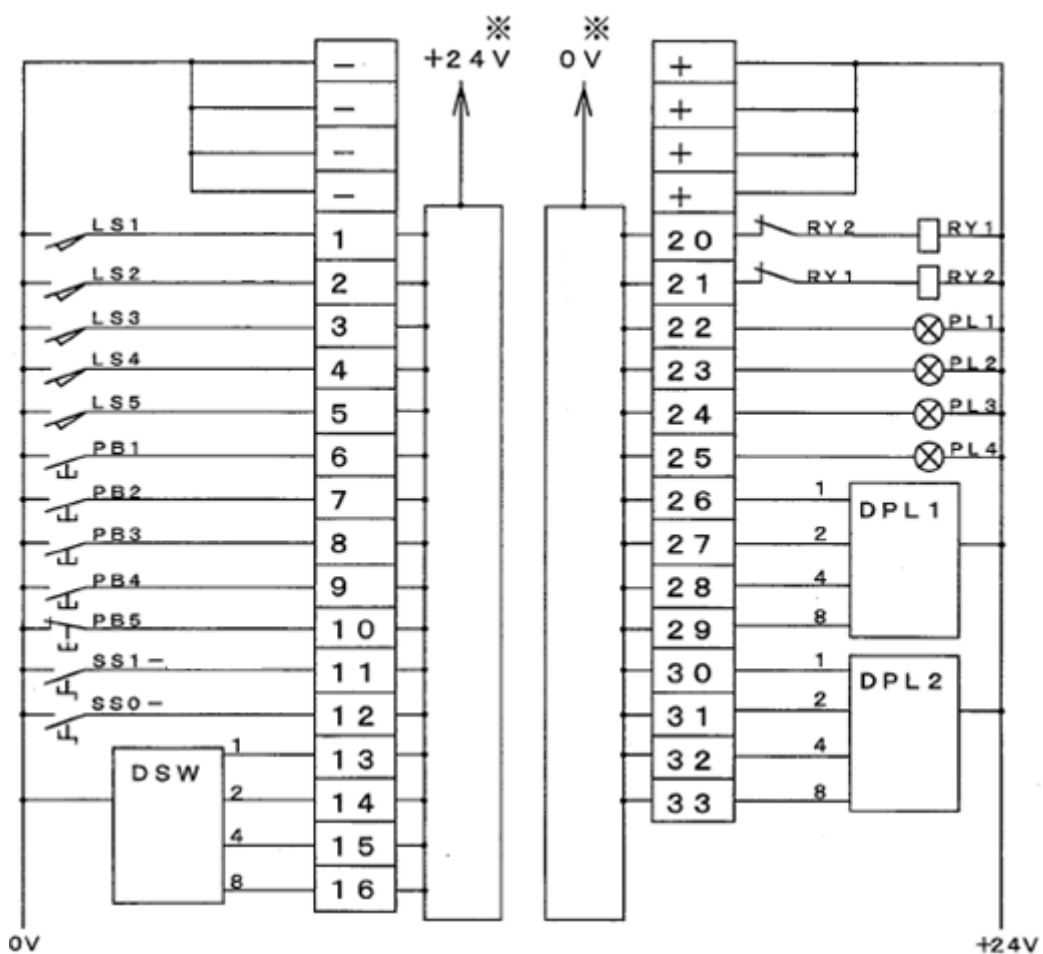 ※ ※
+24V 0V
− +
− +
− +
− +
LS1 1 20 RY2 RY1
LS2 2 21 RY1 RY2
LS3 3 22 PL1
LS4 4 23 PL2
LS5 5 24 PL3
PB1 6 25 PL4
PB2 7 26 1 DPL1
PB3 8 27 2
PB4 9 28 4
PB5 10 29 8
SS1− 11 30 1 DPL2
SS0− 12 31 2
DSW 1 13 32 4
2 14 33 8
4 15
8 16
0V +24V